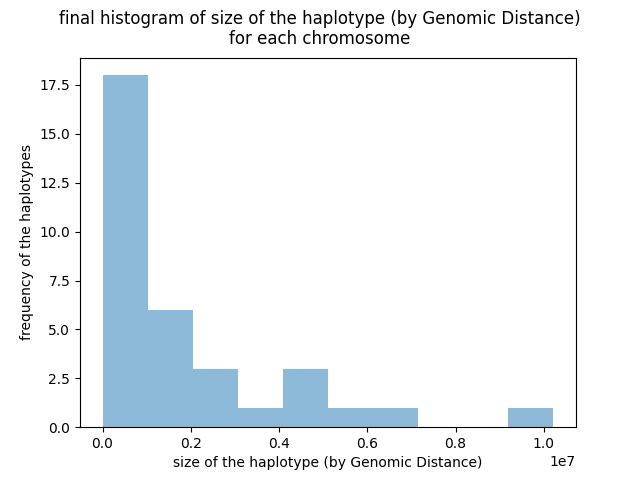 final histogram of size of the haplotype (by Genomic Distance)
for each chromosome
frequency of the haplotypes
17.5
15.0
12.5
10.0
7.5
5.0
2.5
0.0
0.0 0.2 0.4 0.6 0.8 1.0
1e7
size of the haplotype (by Genomic Distance)